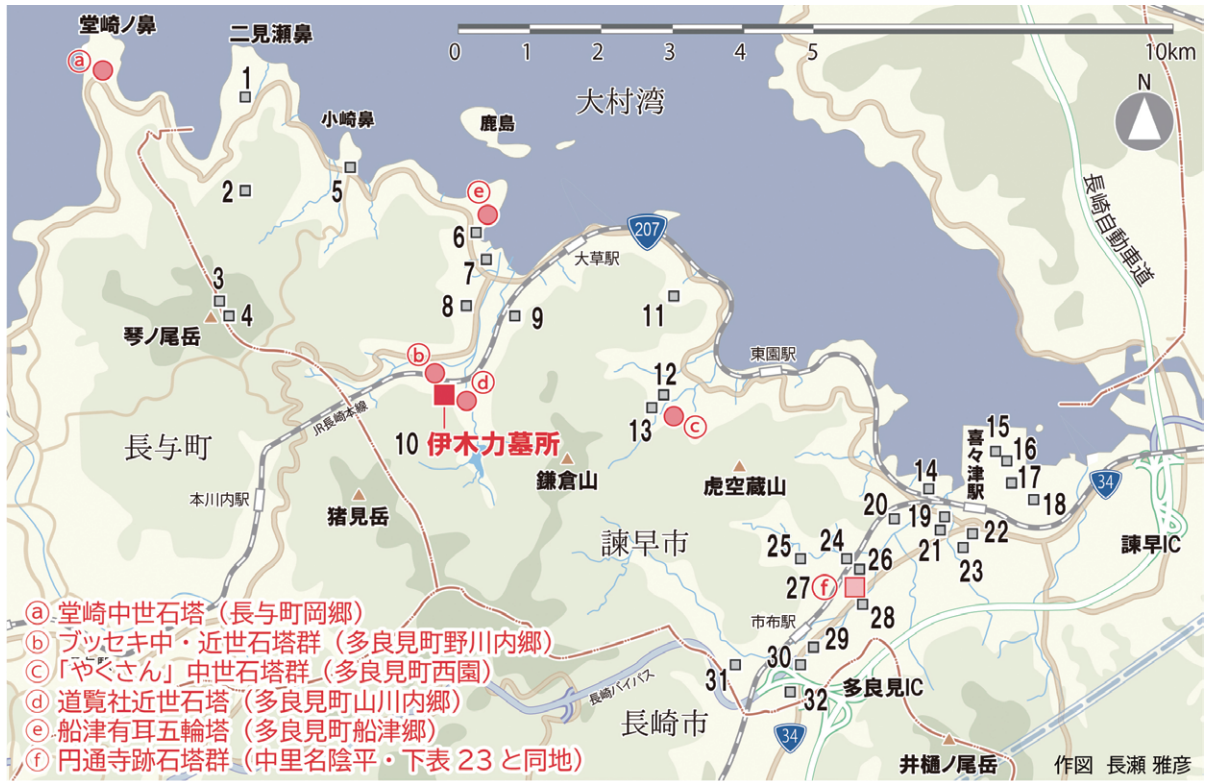 堂崎ノ鼻
ⓐ
二見瀬鼻
1
0 1 2 3 4 5 10km
大村湾
N
小崎鼻
鹿島
長崎自動車道
2
5
ⓔ
6
207
大草駅
7
3
4
8
9
11
琴ノ尾岳
東園駅
ⓑ
ⓓ
12
13
ⓒ
JR長崎本線
10 伊木力墓所
長与町
鎌倉山
虎空蔵山
喜々津駅
15
16
17
18
14
34
本川内駅
猪見岳
20
19
21
22
23
諫早IC
諫早市
25
24
26
27
ⓕ
28
市布駅
29
30
31
32
多良見IC
長崎バイパス
長崎市
34
井樋ノ尾岳
ⓐ 堂崎中世石塔（長与町岡郷）
ⓑ ブッセキ中・近世石塔群（多良見町野川内郷）
ⓒ 「やくさん」中世石塔群（多良見町西園）
ⓓ 道覧社近世石塔（多良見町山川内郷）
ⓔ 船津有耳五輪塔（多良見町船津郷）
ⓕ 円通寺跡石塔群（中里名陰平・下表23と同地）
作図 長瀬 雅彦